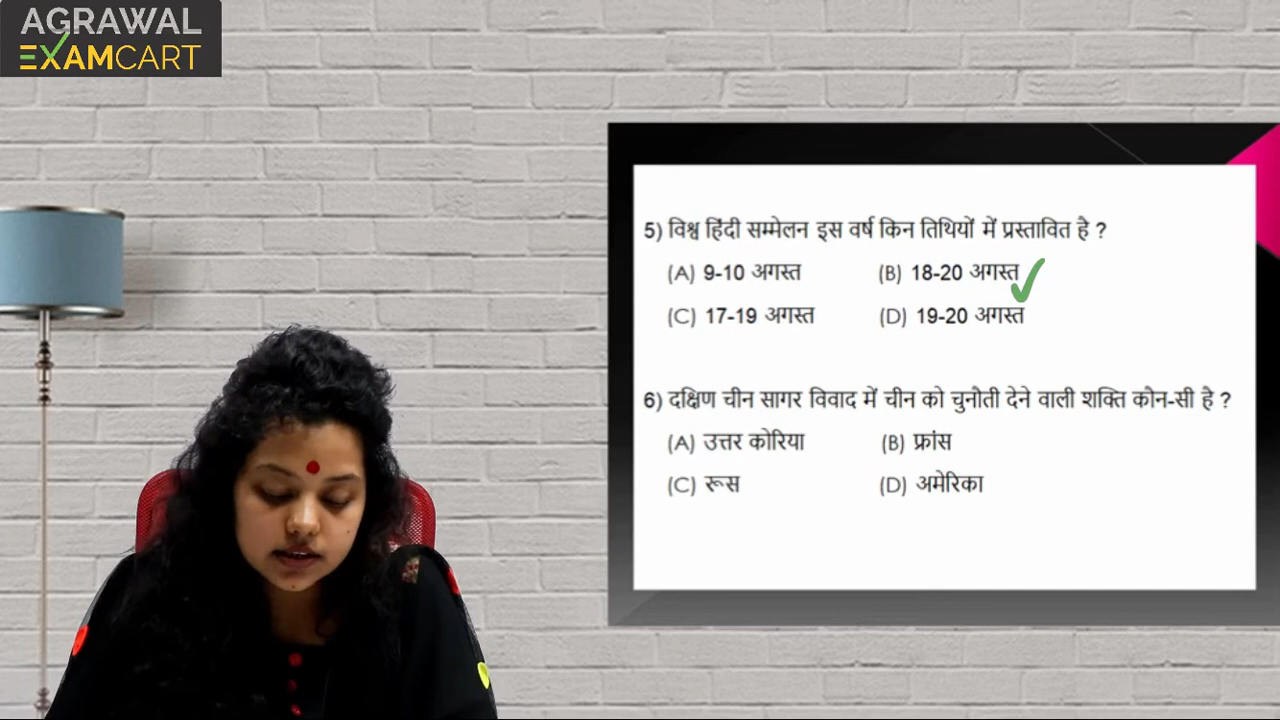 AGRAWAL
EXAMCART
5) विश्व हिंदी सम्मेलन इस वर्ष किन तिथियों में प्रस्तावित है ?
(A) 9-10 अगस्त (B) 18-20 अगस्त
(C) 17-19 अगस्त (D) 19-20 अगस्त
6) दक्षिण चीन सागर विवाद में चीन को चुनौती देने वाली शक्ति कौन-सी है ?
(A) उत्तर कोरिया (B) फ्रांस
(C) रूस (D) अमेरिका